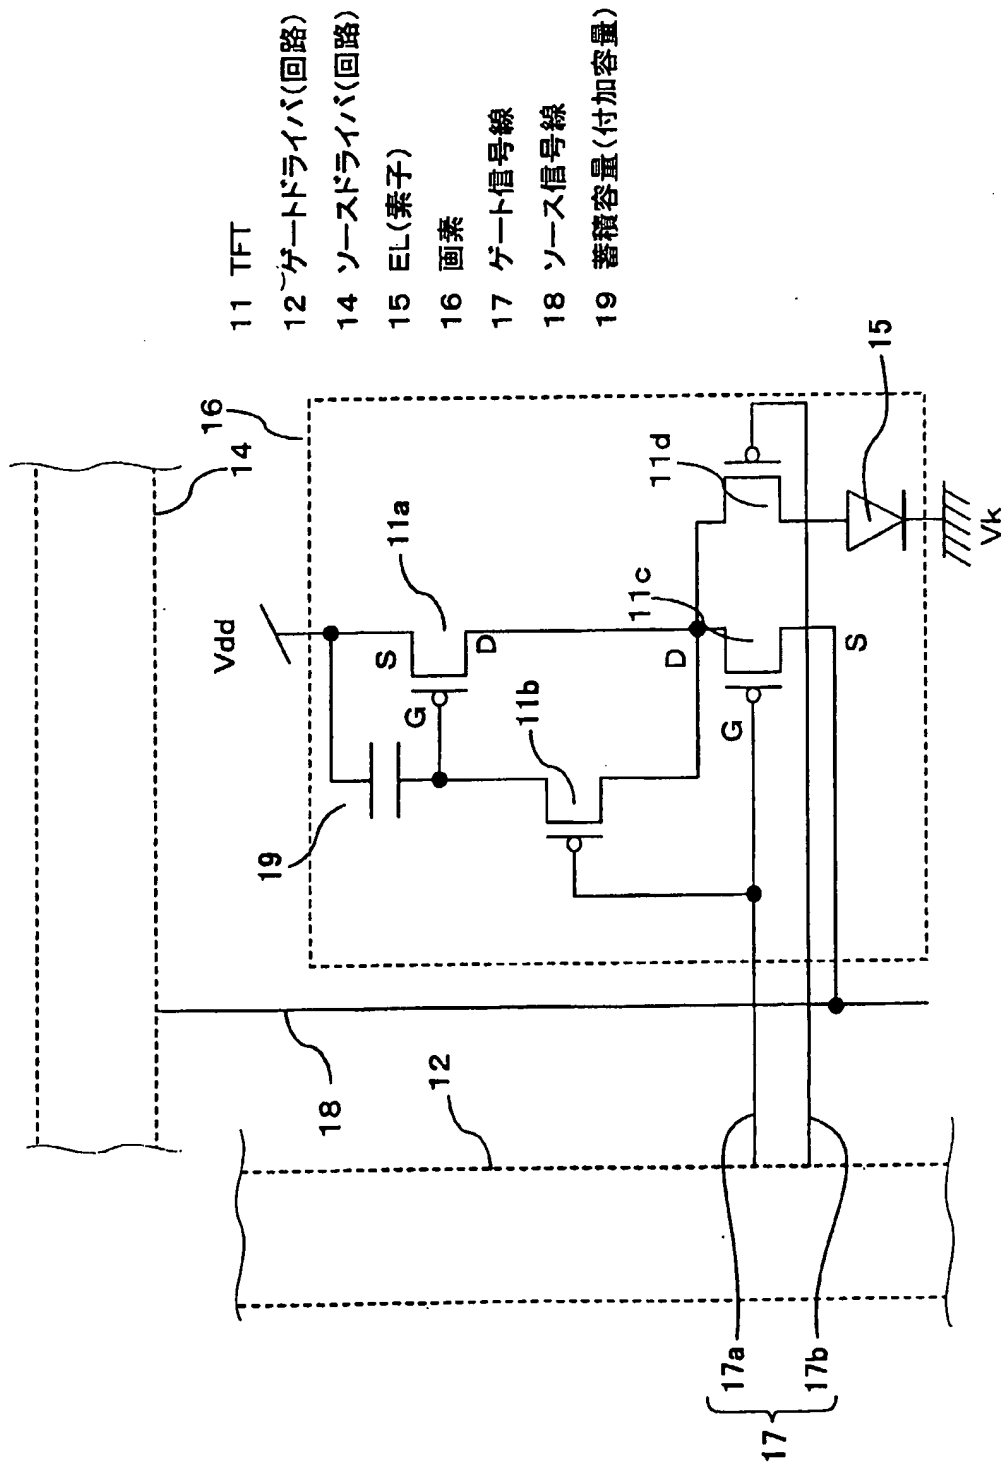 11 TFT
12 ゲートドライバ(回路)
14 ソースドライバ(回路)
15 EL(素子)
16 画素
17 ゲート信号線
18 ソース信号線
19 蓄積容量(付加容量)
14
16
Vdd
11a
S
D
G
19
11b
11c
11d
D
G
S
15
Vk
18
12
17a
17b
17